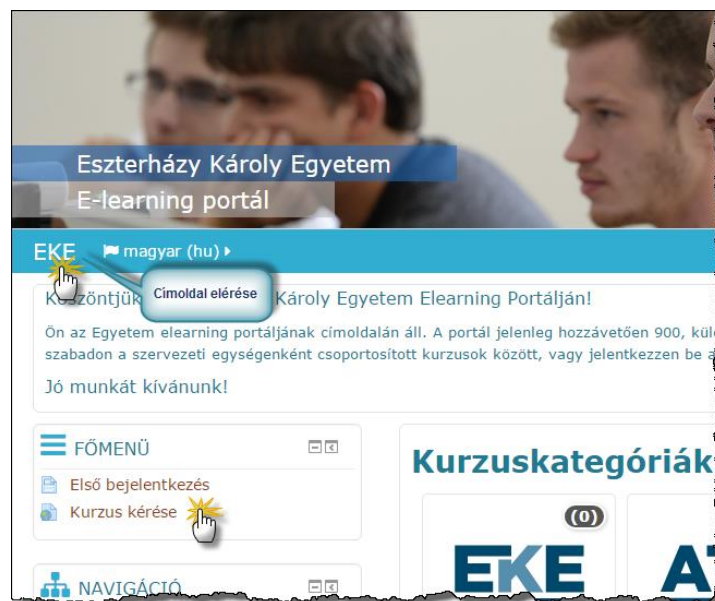 Eszterházy Károly Egyetem
E-learning portál
EKE magyar (hu)
Címoldal elérése
Károly Egyetem Elearning Portálján!
Ön az Egyetem elearning portáljának címoldalán áll. A portál jelenleg hozzávetően 900,
szabadon a szervezeti egységenként csoportosított kurzusok között, vagy jelentkezzen be
Jó munkát kívánunk!
FŐMENÜ
Első bejelentkezés
Kurzus kérése
NAVIGÁCIÓ
Kurzuskategóriák
(0)
EKE